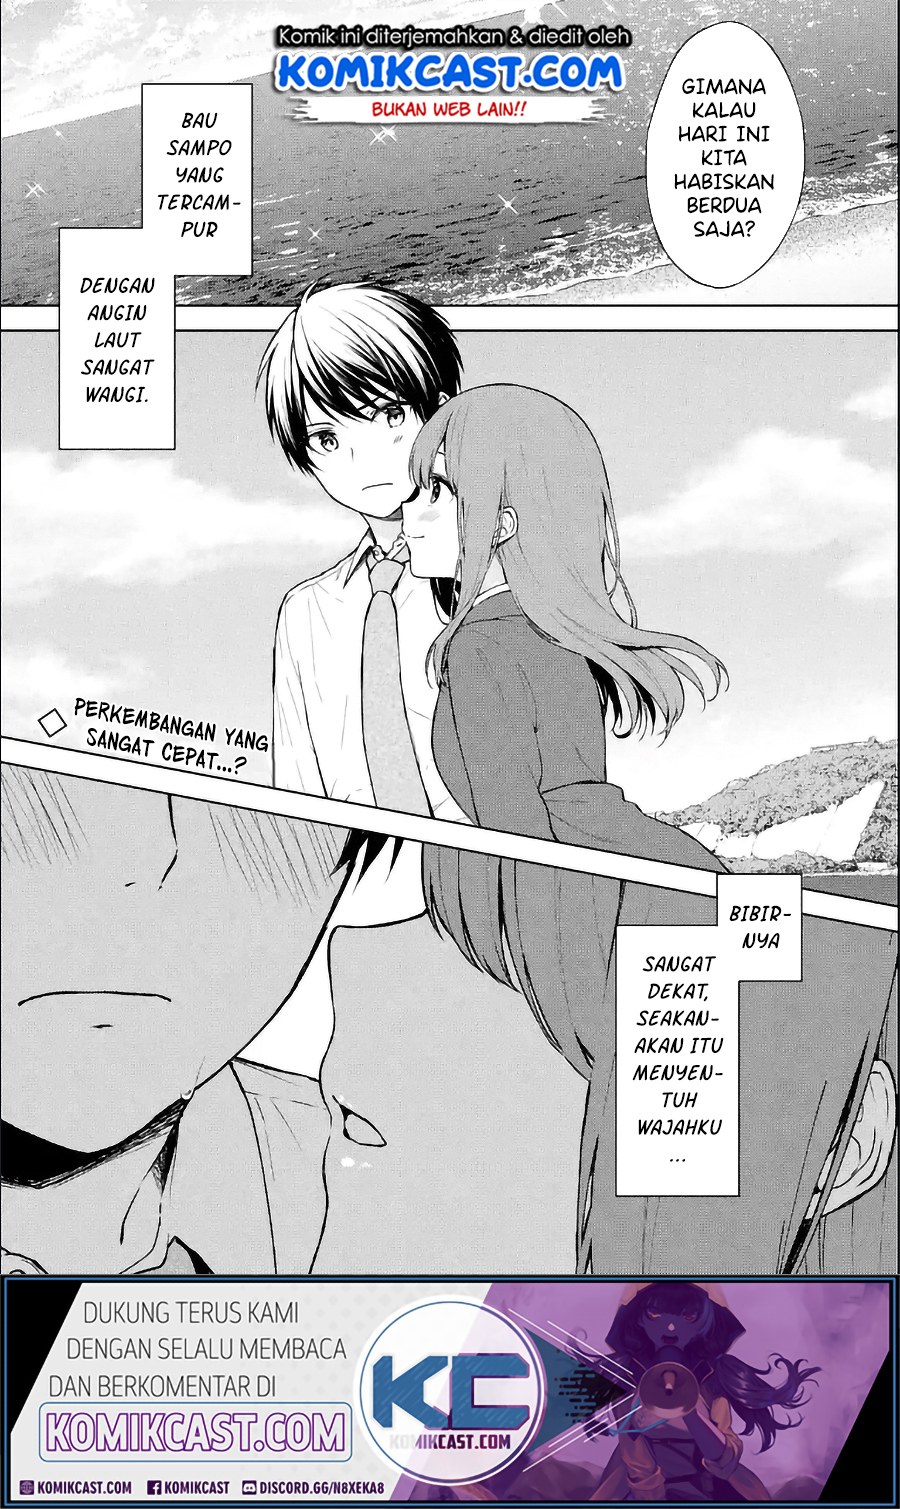 Komik ini diterjemahkan & diedit oleh
KOMIKCAST.COM
BUKAN WEB LAIN!!
GIMANA
KALAU
HARI INI
KITA
HABISKAN
BERDUA
SAJA?
BAU
SAMPO
YANG
TERCAM-
PUR
DENGAN
ANGIN
LAUT
SANGAT
WANGI.
PERKEMBANGAN YANG
SANGAT CEPAT...?
BIBIR-
NYA
SANGAT
DEKAT,
SEAKAN-
AKAN ITU
MENYEN-
TUH
WAJAHKU
...
DUKUNG TERUS KAMI
DENGAN SELALU MEMBACA
DAN BERKOMENTAR DI
KOMIKCAST.COM
KOMIKCAST.COM KOMIKCAST DISCORD.GG/N8XEKA8
KC
KOMIKCAST.COM